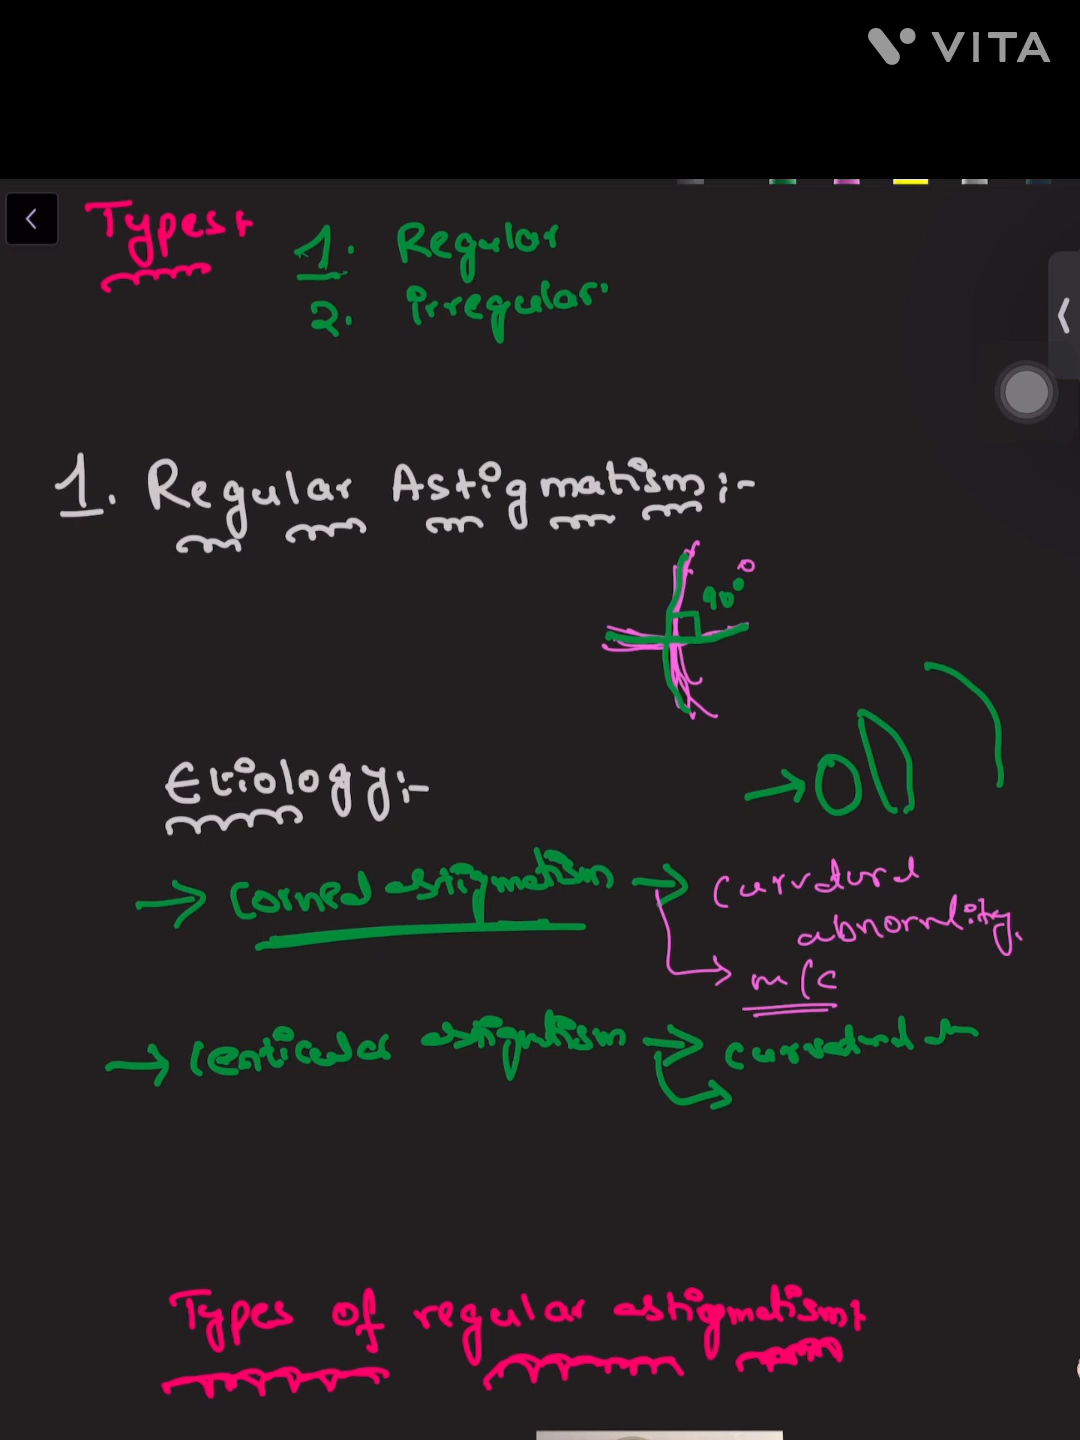 VITA
Types
1. Regular
2. irregular
1. Regular Astigmatism :-
90°
Etiology :-
→ Corneal astigmatism → Curvatural
abnormality.
→ m/c
→ lenticular astigmatism → curvatural
Types of regular astigmatism